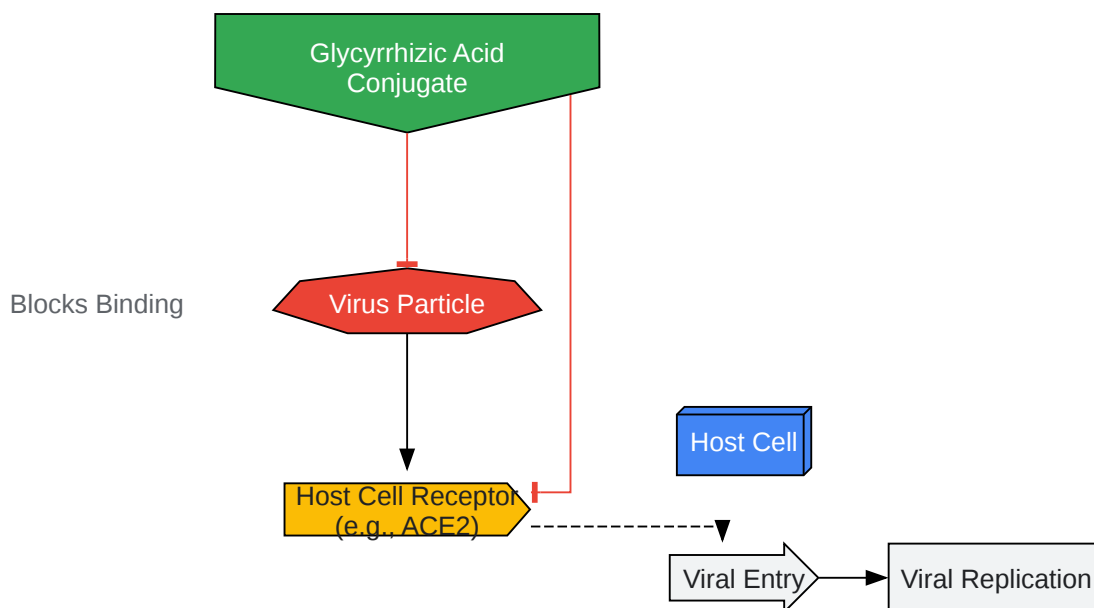 Glycyrrhizic Acid
Conjugate
Blocks Binding
Virus Particle
Host Cell
Host Cell Receptor
(e.g., ACE2)
Viral Entry
Viral Replication